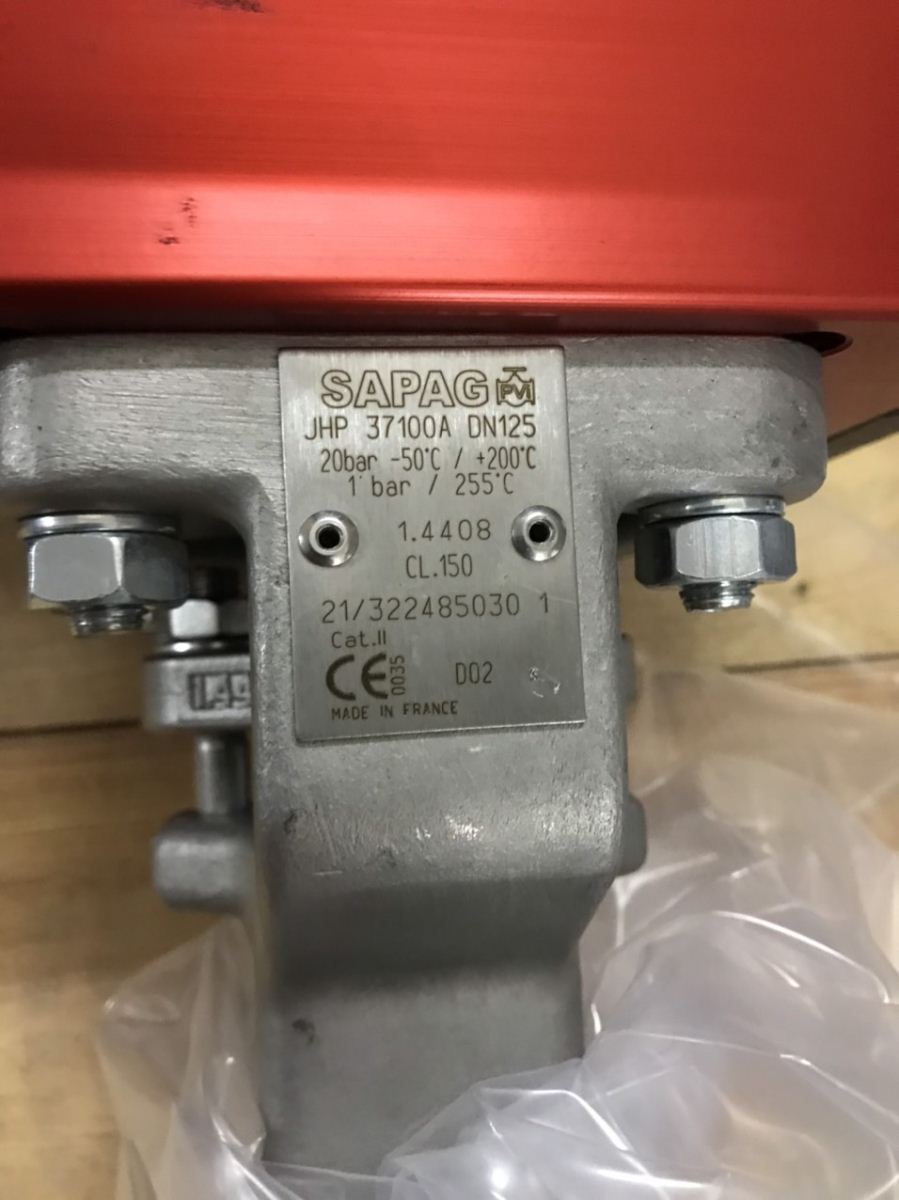 SAPAG PVI
JHP 37100A DN125
20bar -50°C / +200°C
1 bar / 255°C
1.4408
CL.150
21/322485030 1
Cat.II
CE 0035 D02
MADE IN FRANCE